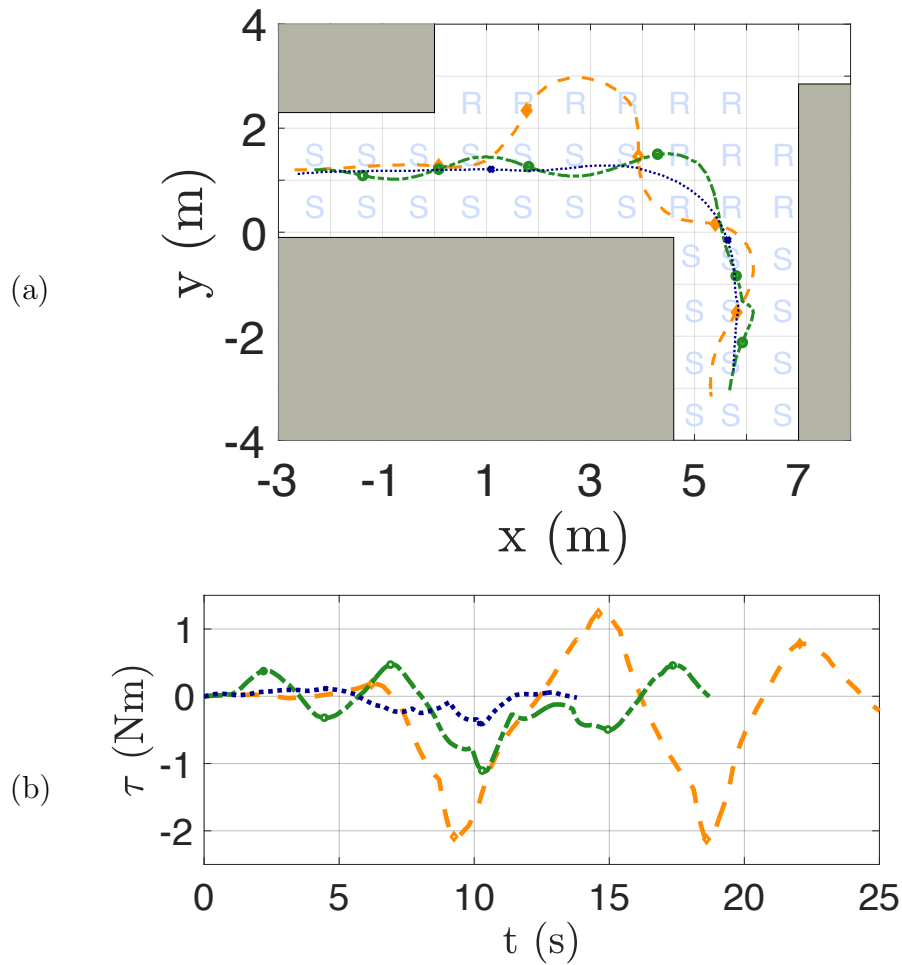 4
R R R R R R
2
S S S S S S S R R R
y (m)
S S S S S S S R R R
0
S S S
(a)
S S S
-2
S S S
S S S
-4
-3 -1 1 3 5 7
x (m)
1
0
τ (Nm)
-1
(b)
-2
0 5 10 15 20 25
t (s)